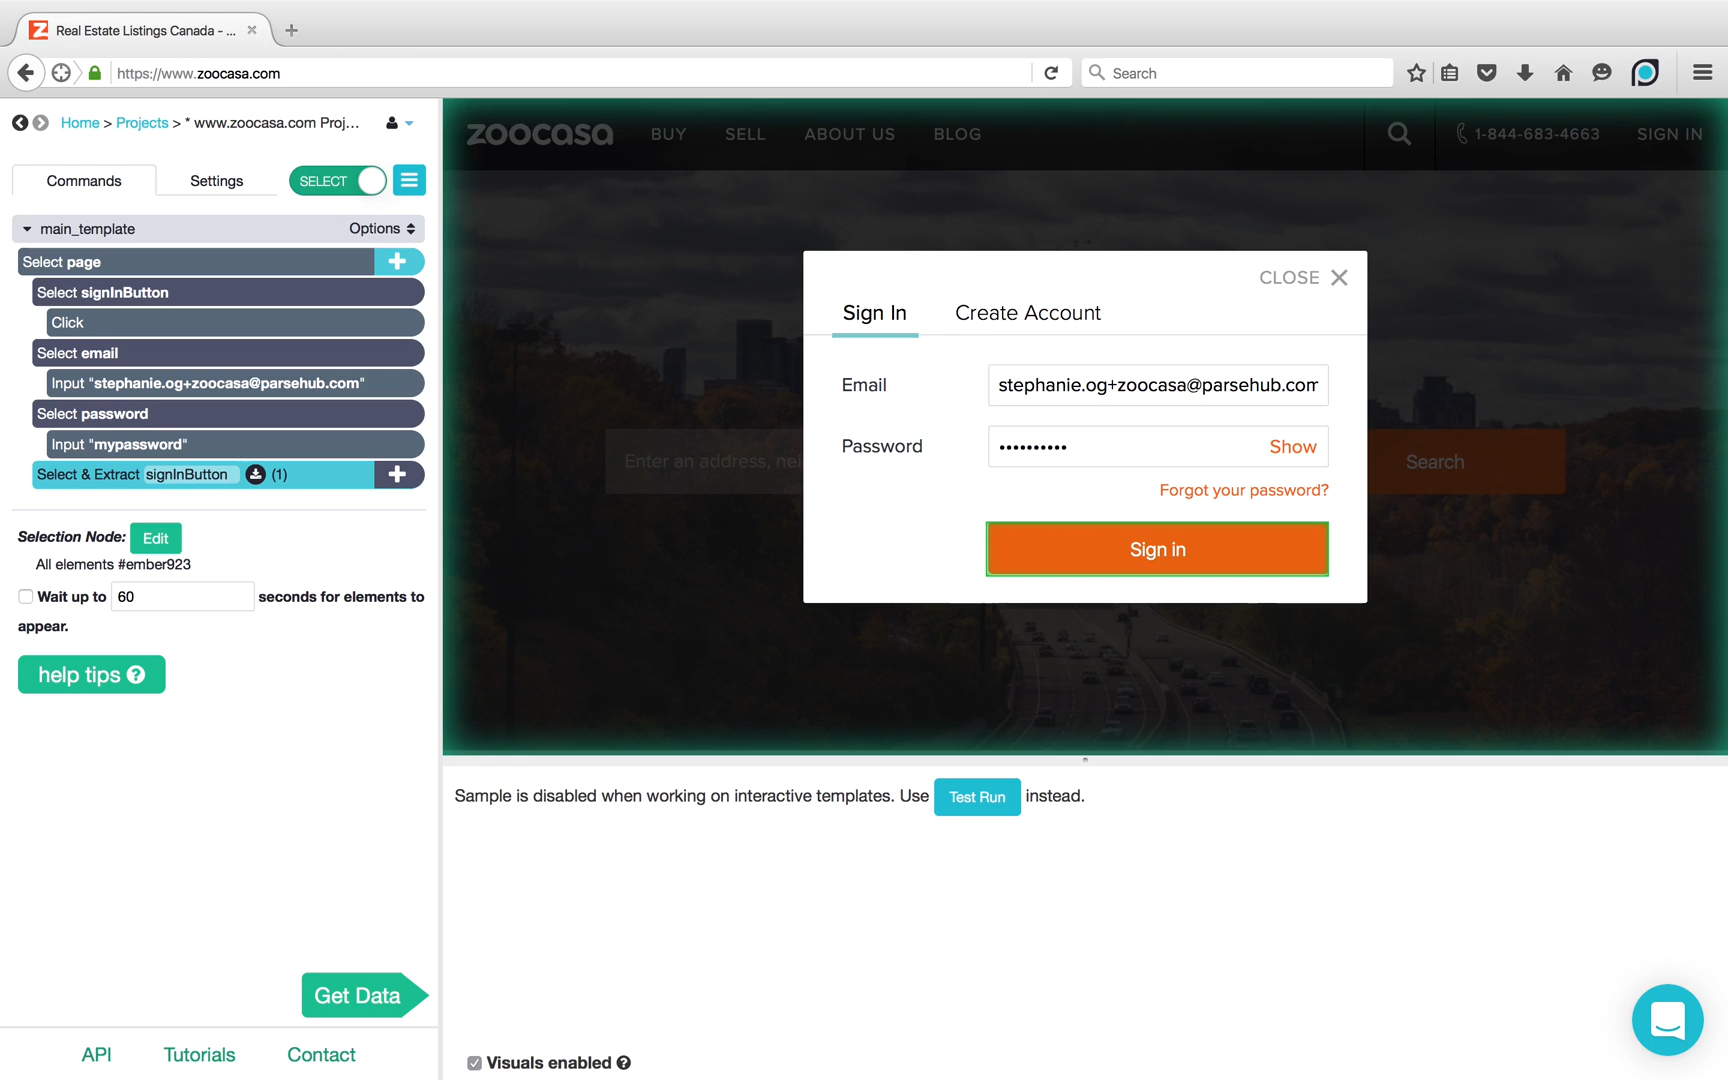 Real Estate Listings Canada - ...
https://www.zoocasa.com
Search
Home > Projects > * www.zoocasa.com Proj...
Commands
Settings
SELECT
main_template
Options
Select page
Select signInButton
Click
Select email
Input "stephanie.og+zoocasa@parsehub.com"
Select password
Input "mypassword"
Select & Extract signInButton (1)
Selection Node: Edit
All elements #ember923
Wait up to 60 seconds for elements to
appear.
help tips ?
Get Data
API
Tutorials
Contact
zoocasa
BUY
SELL
ABOUT US
BLOG
1-844-683-4663
SIGN IN
CLOSE
Sign In
Create Account
Email
stephanie.og+zoocasa@parsehub.com
Password
••••••••••
Show
Forgot your password?
Sign in
Enter an address, nei
Search
Sample is disabled when working on interactive templates. Use Test Run instead.
Visuals enabled ?